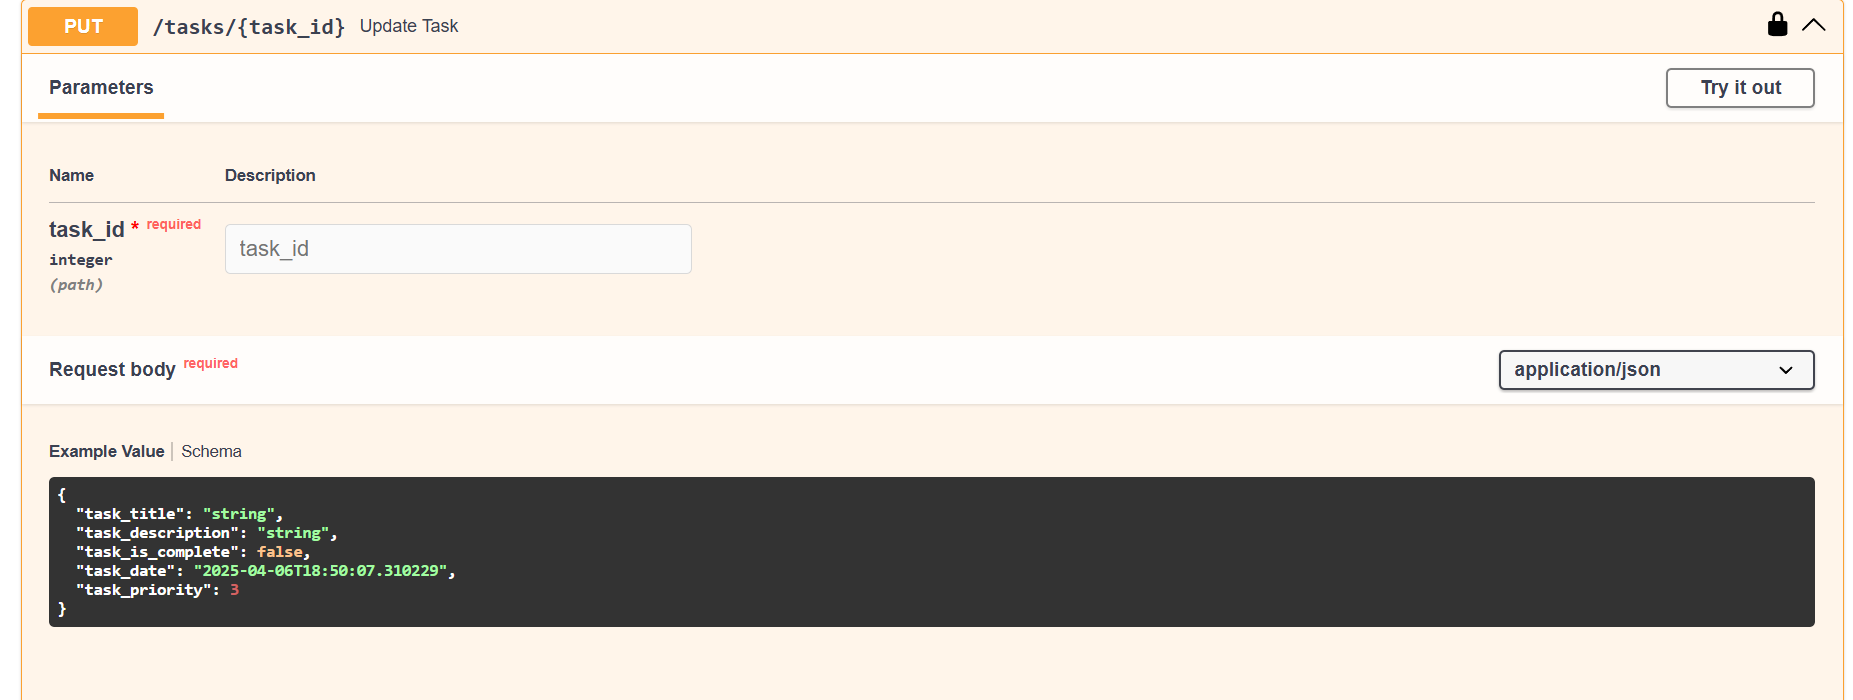 PUT /tasks/{task_id} Update Task
Parameters Try it out
Name Description
task_id * required task_id
integer
(path)
Request body required application/json
Example Value Schema
{
  "task_title": "string",
  "task_description": "string",
  "task_is_complete": false,
  "task_date": "2025-04-06T18:50:07.310229",
  "task_priority": 3
}